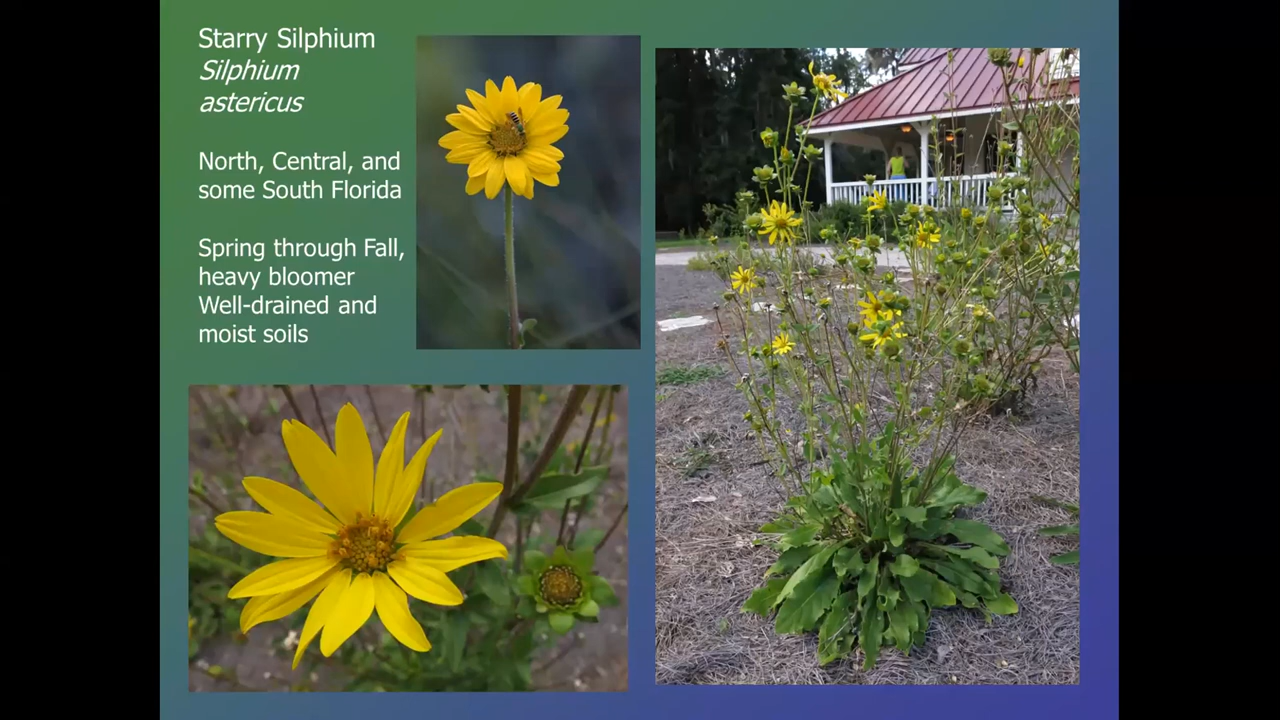 Starry Silphium
Silphium
astericus
North, Central, and
some South Florida
Spring through Fall,
heavy bloomer
Well-drained and
moist soils